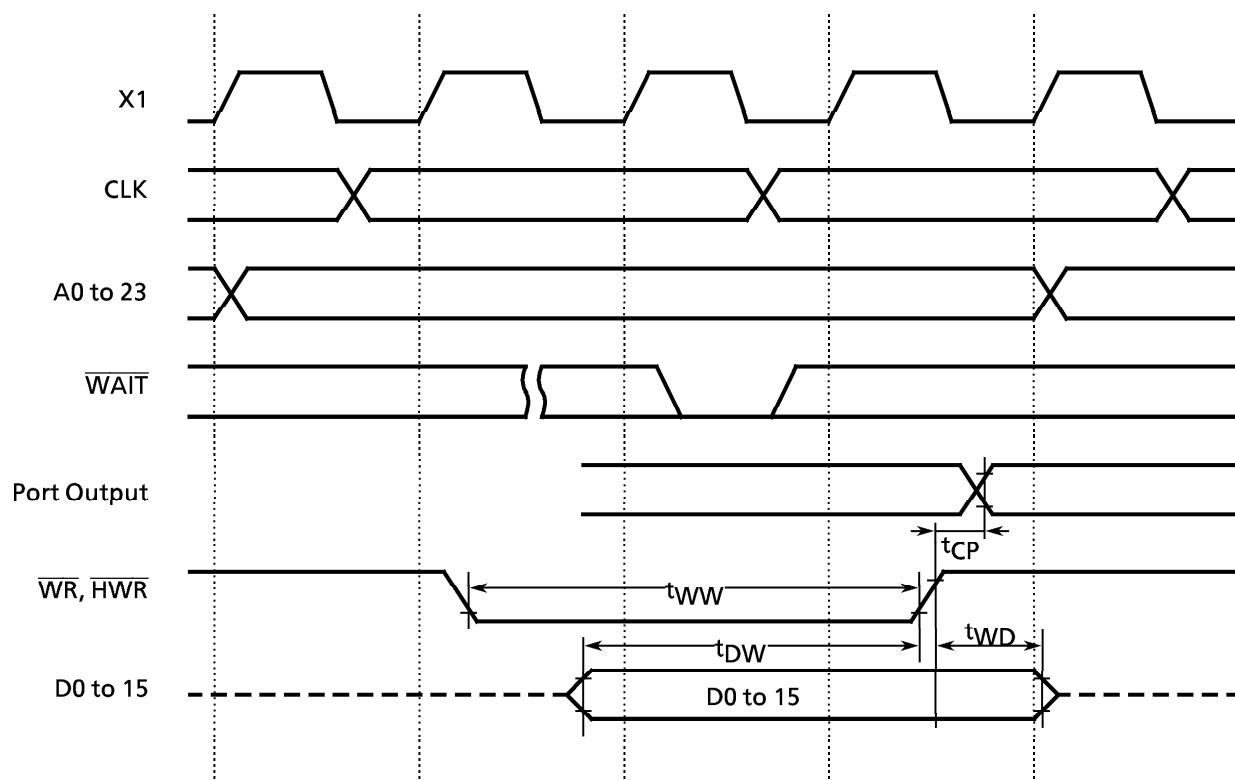 X1
CLK
A0 to 23
WAIT
Port Output
tCP
WR, HWR
tWW
tDW
tWD
D0 to 15
D0 to 15